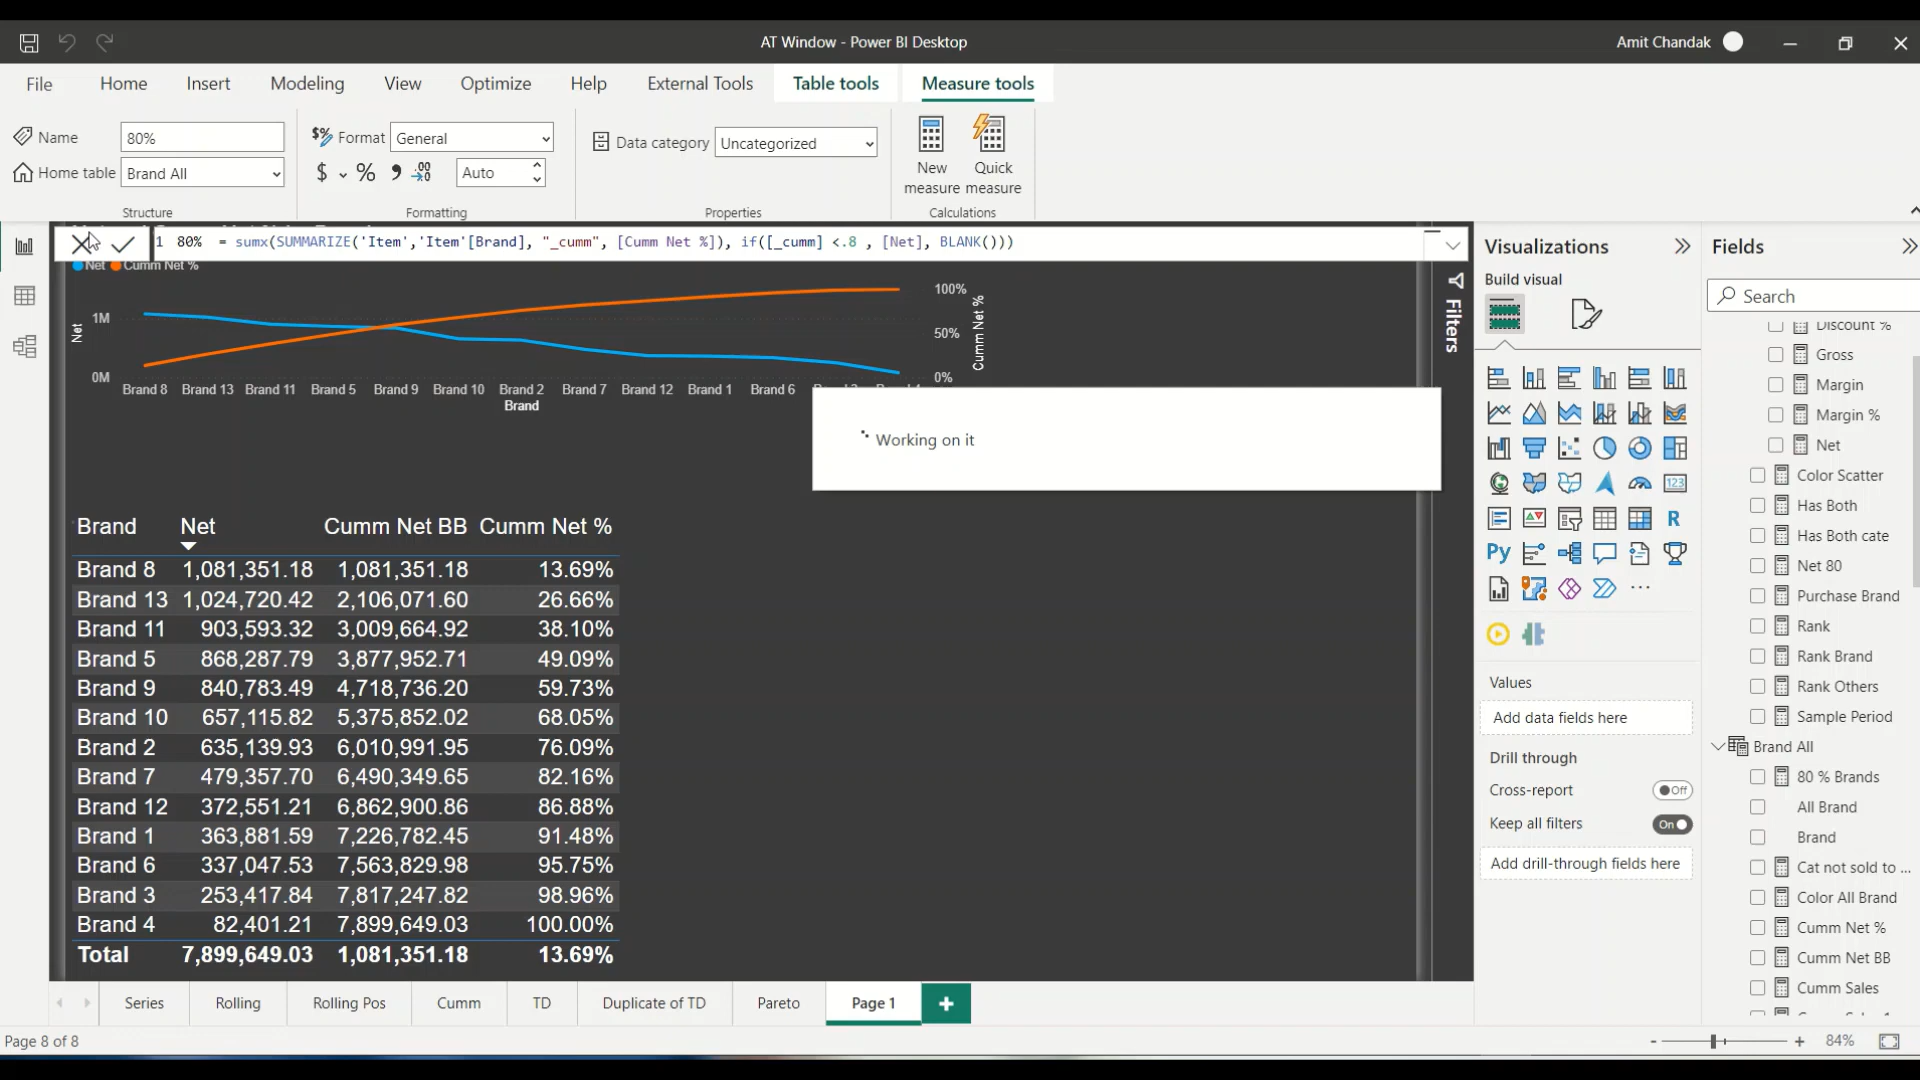 AT Window - Power BI Desktop
Amit Chandak
File Home Insert Modeling View Optimize Help External Tools Table tools Measure tools
Name 80%
Home table Brand All
Structure
$% Format General
$ % 9 .00 Auto
Formatting
Data category Uncategorized
Properties
New measure
Quick measure
Calculations
1 80% = sumx(SUMMARIZE('Item','Item'[Brand], "_cumm", [Cumm Net %]), if([_cumm] <.8 , [Net], BLANK()))
Net Cumm Net %
Net
1M
0M
100%
50%
0%
Cumm Net %
Brand 8 Brand 13 Brand 11 Brand 5 Brand 9 Brand 10 Brand 2 Brand 7 Brand 12 Brand 1 Brand 6
Brand
Working on it
Brand Net Cumm Net BB Cumm Net %
Brand 8 1,081,351.18 1,081,351.18 13.69%
Brand 13 1,024,720.42 2,106,071.60 26.66%
Brand 11 903,593.32 3,009,664.92 38.10%
Brand 5 868,287.79 3,877,952.71 49.09%
Brand 9 840,783.49 4,718,736.20 59.73%
Brand 10 657,115.82 5,375,852.02 68.05%
Brand 2 635,139.93 6,010,991.95 76.09%
Brand 7 479,357.70 6,490,349.65 82.16%
Brand 12 372,551.21 6,862,900.86 86.88%
Brand 1 363,881.59 7,226,782.45 91.48%
Brand 6 337,047.53 7,563,829.98 95.75%
Brand 3 253,417.84 7,817,247.82 98.96%
Brand 4 82,401.21 7,899,649.03 100.00%
Total 7,899,649.03 1,081,351.18 13.69%
Filters
Visualizations
Build visual
123
R
Py
...
Values
Add data fields here
Drill through
Cross-report Off
Keep all filters On
Add drill-through fields here
Fields
Search
Discount %
Gross
Margin
Margin %
Net
Color Scatter
Has Both
Has Both cate
Net 80
Purchase Brand
Rank
Rank Brand
Rank Others
Sample Period
Brand All
80 % Brands
All Brand
Brand
Cat not sold to ...
Color All Brand
Cumm Net %
Cumm Net BB
Cumm Sales
Series Rolling Rolling Pos Cumm TD Duplicate of TD Pareto Page 1 +
Page 8 of 8
- + 84%